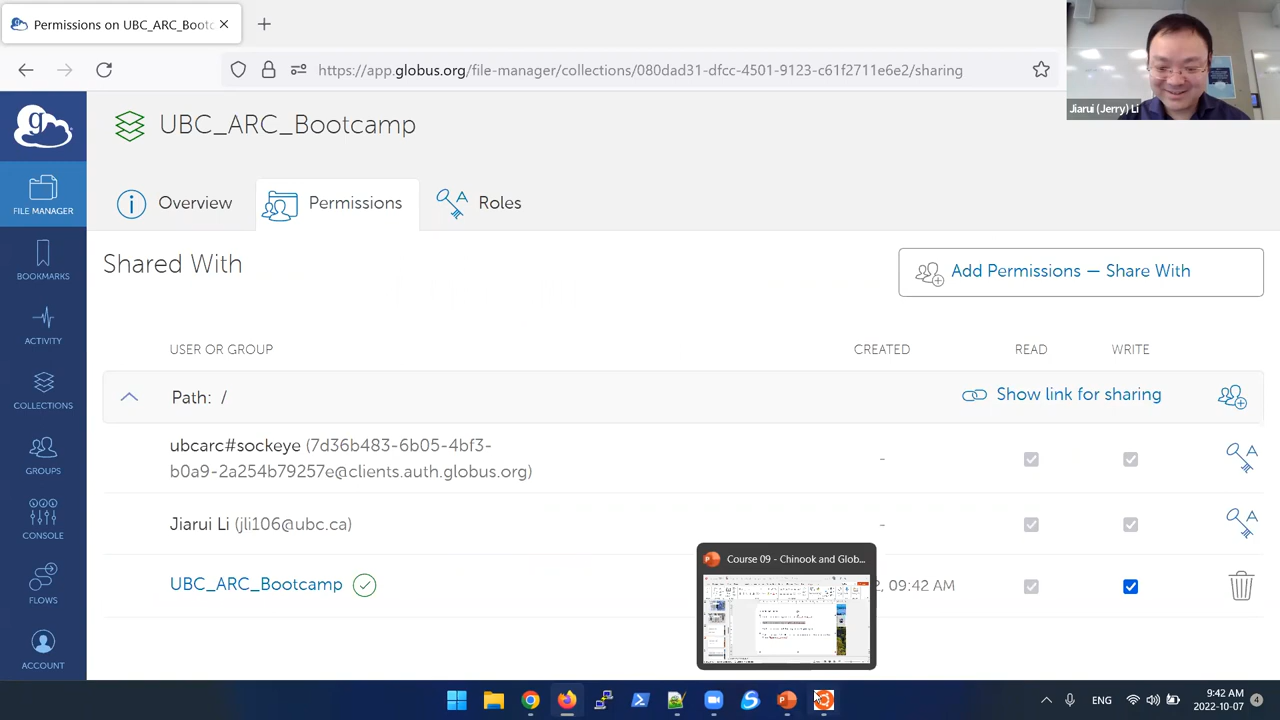 Permissions on UBC_ARC_Boot
https://app.globus.org/file-manager/collections/080dad31-dfcc-4501-9123-c61f2711e6e2/sharing
Jiarui (Jerry) Li
g
FILE MANAGER
BOOKMARKS
ACTIVITY
COLLECTIONS
GROUPS
CONSOLE
FLOWS
ACCOUNT
UBC_ARC_Bootcamp
Overview
Permissions
Roles
Shared With
Add Permissions — Share With
USER OR GROUP CREATED READ WRITE
Path: / Show link for sharing
ubcarc#sockeye (7d36b483-6b05-4bf3-
b0a9-2a254b79257e@clients.auth.globus.org) -
Jiarui Li (jli106@ubc.ca) -
UBC_ARC_Bootcamp 2, 09:42 AM
Course 09 - Chinook and Glob...
ENG
9:42 AM
2022-10-07
4